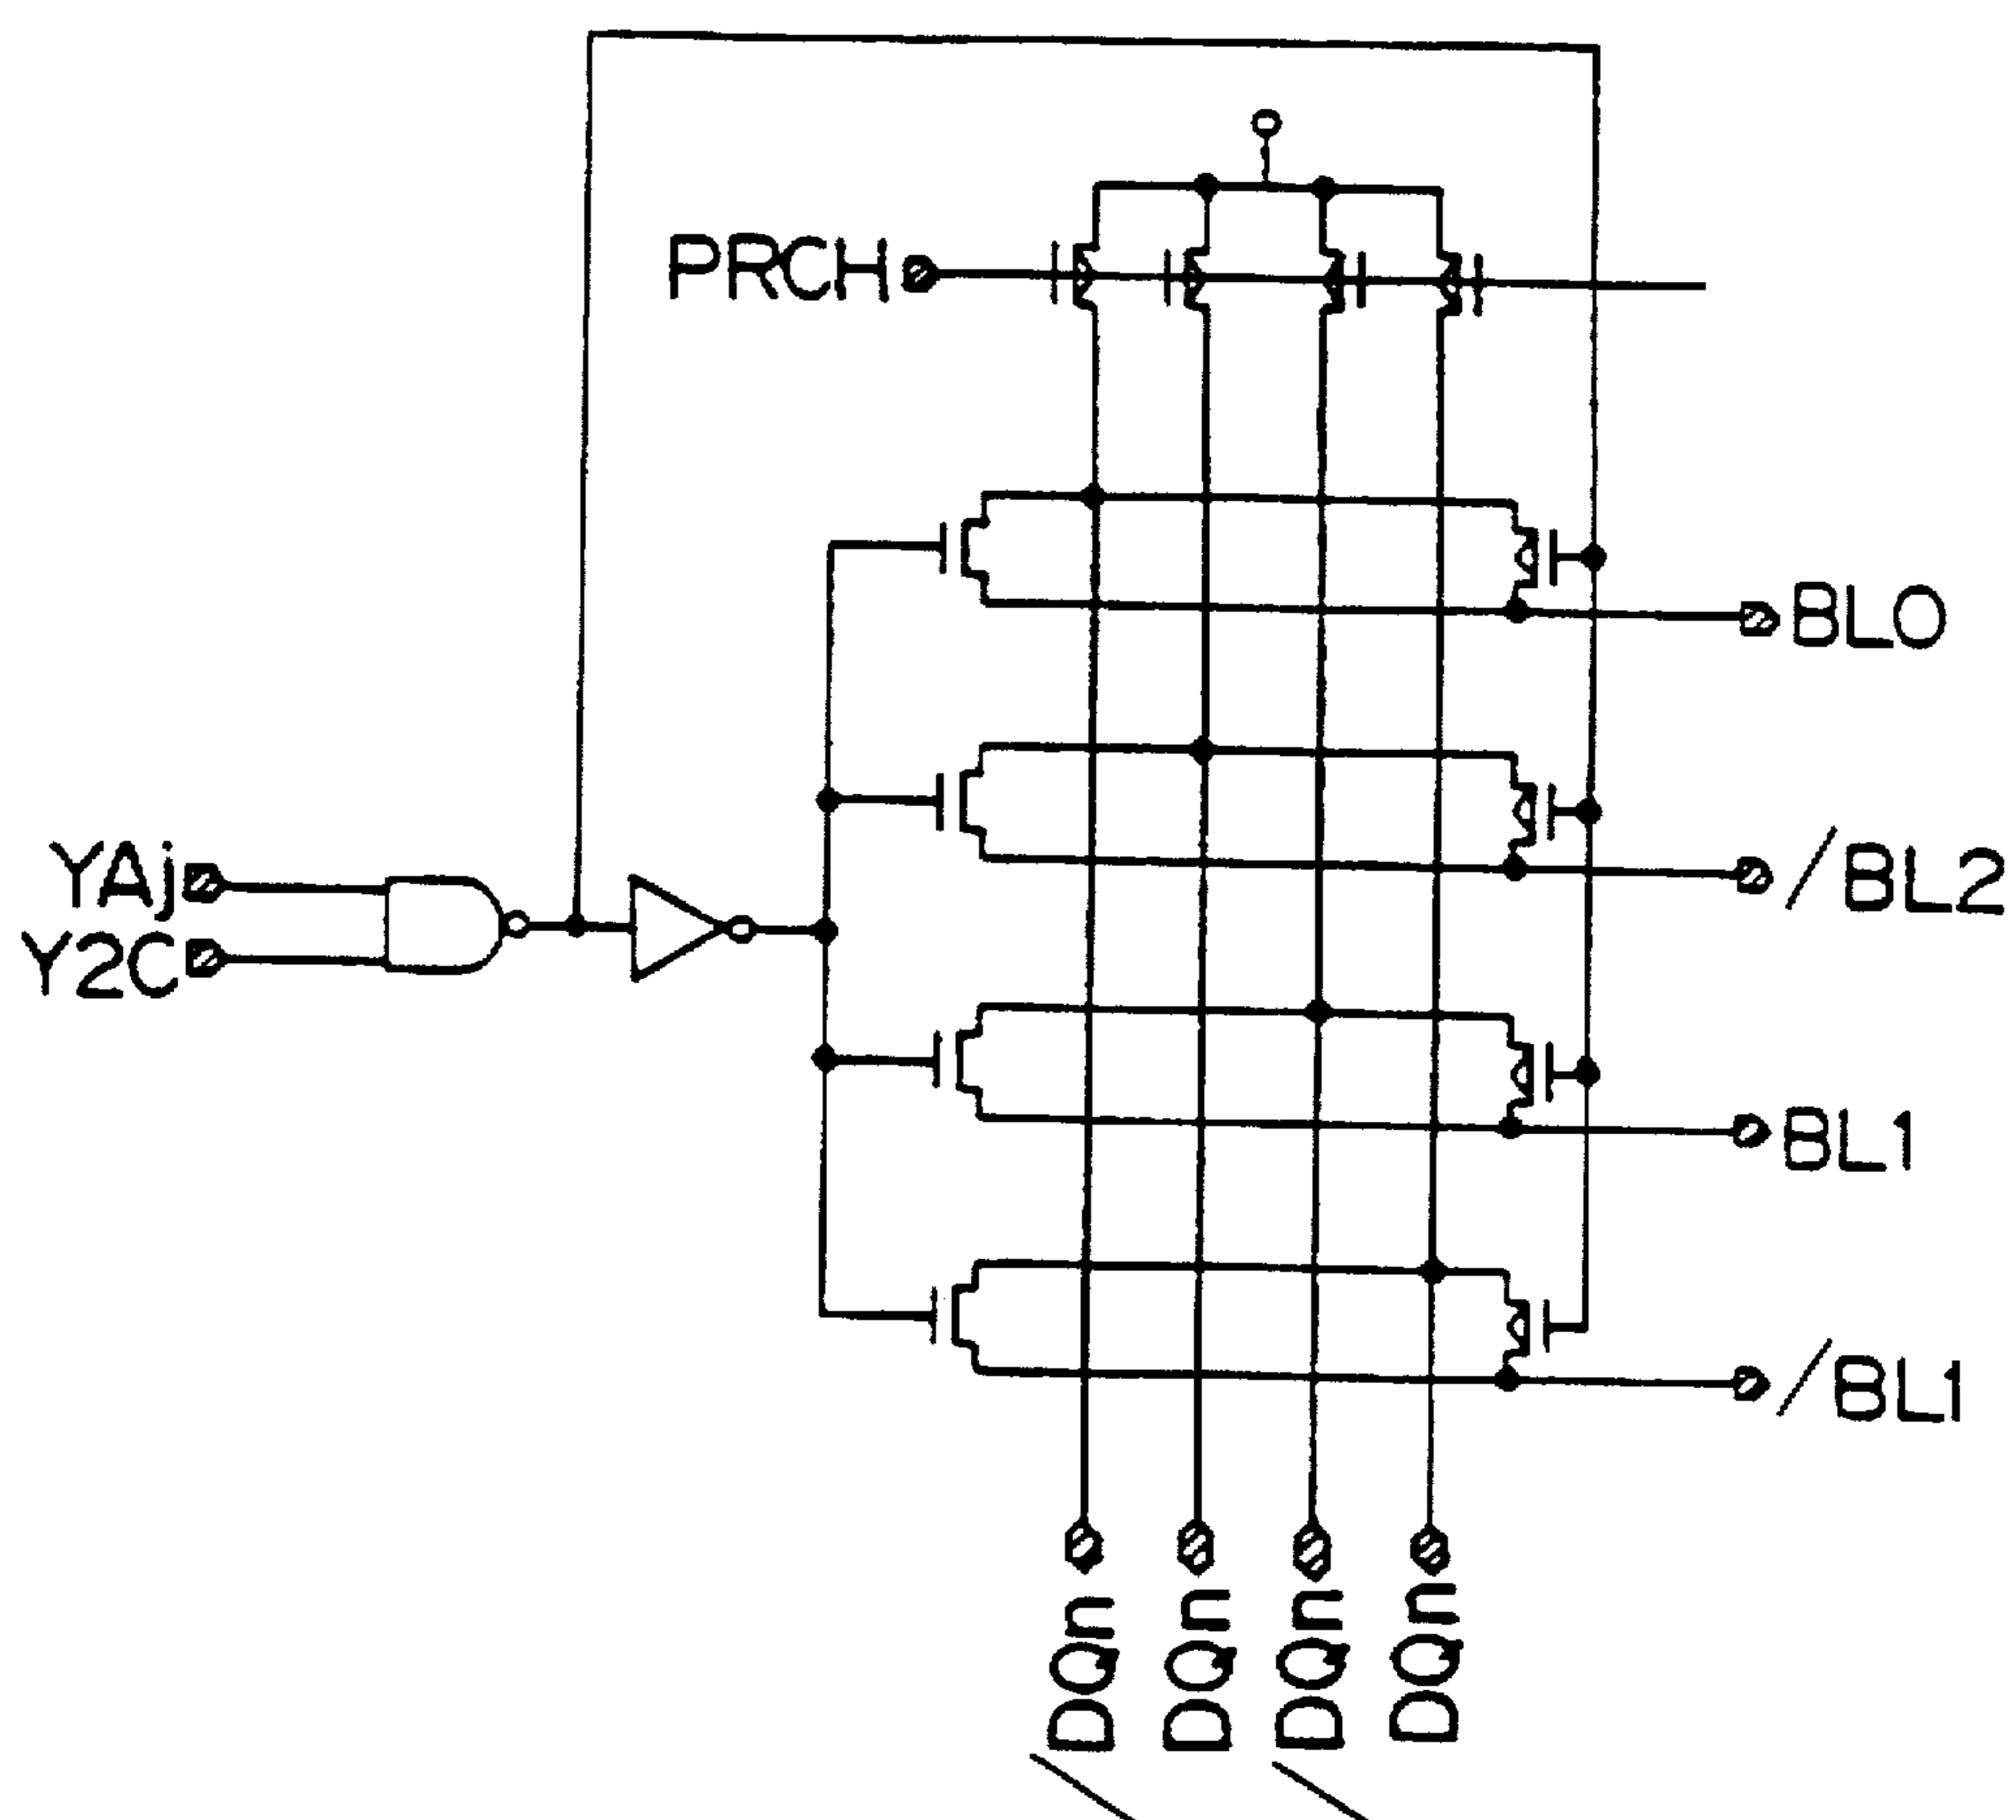 PRCH
BL0
/BL2
YAj
Y2C
BL1
/BL1
/DQn
DQn
/DQn
DQn